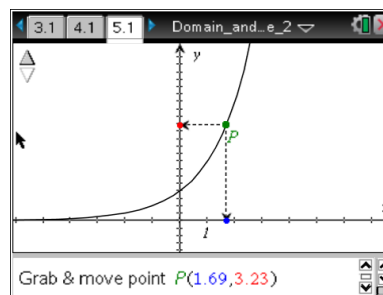 3.1 4.1 5.1 Domain_and…e_2
y
P
1
Grab & move point P(1.69,3.23)